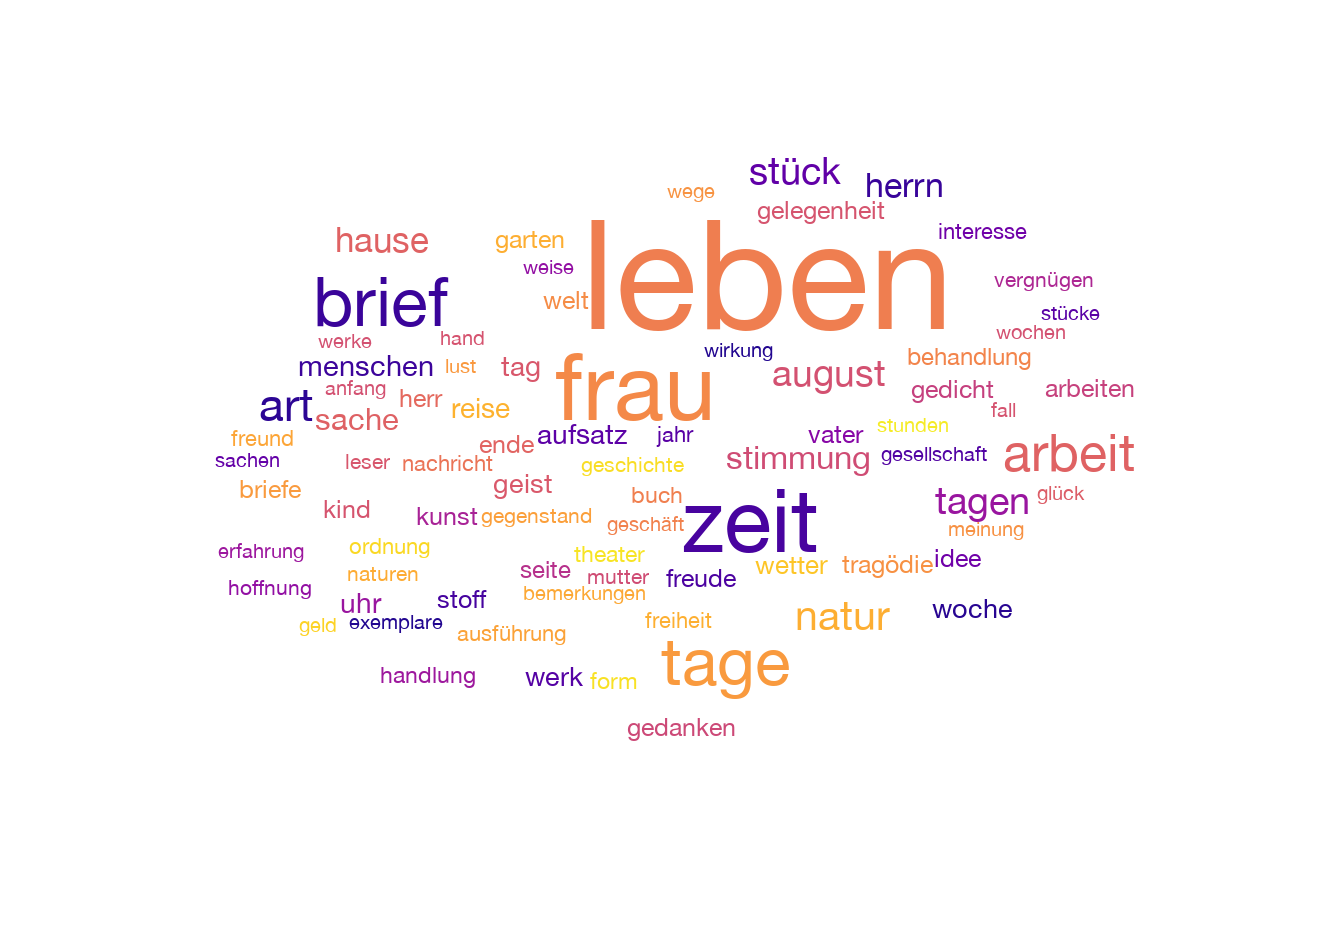 stück
herrn
wege
gelegenheit
interesse
hause
garten
leben
weise
vergnügen
brief
welt
stücke
wochen
werke
hand
wirkung
behandlung
menschen
lust
tag
frau
august
anfang
gedicht
arbeiten
art
herr
reise
fall
sache
stunden
freund
ende
aufsatz
jahr
vater
gesellschaft
arbeit
sachen
leser
nachricht
geschichte
stimmung
briefe
geist
buch
zeit
tagen
glück
kind
kunst
gegenstand
geschäft
meinung
erfahrung
ordnung
theater
wetter
tragödie
idee
hoffnung
naturen
seite
mutter
freude
uhr
stoff
bemerkungen
natur
woche
geld
exemplare
ausführung
freiheit
tage
handlung
werk
form
gedanken